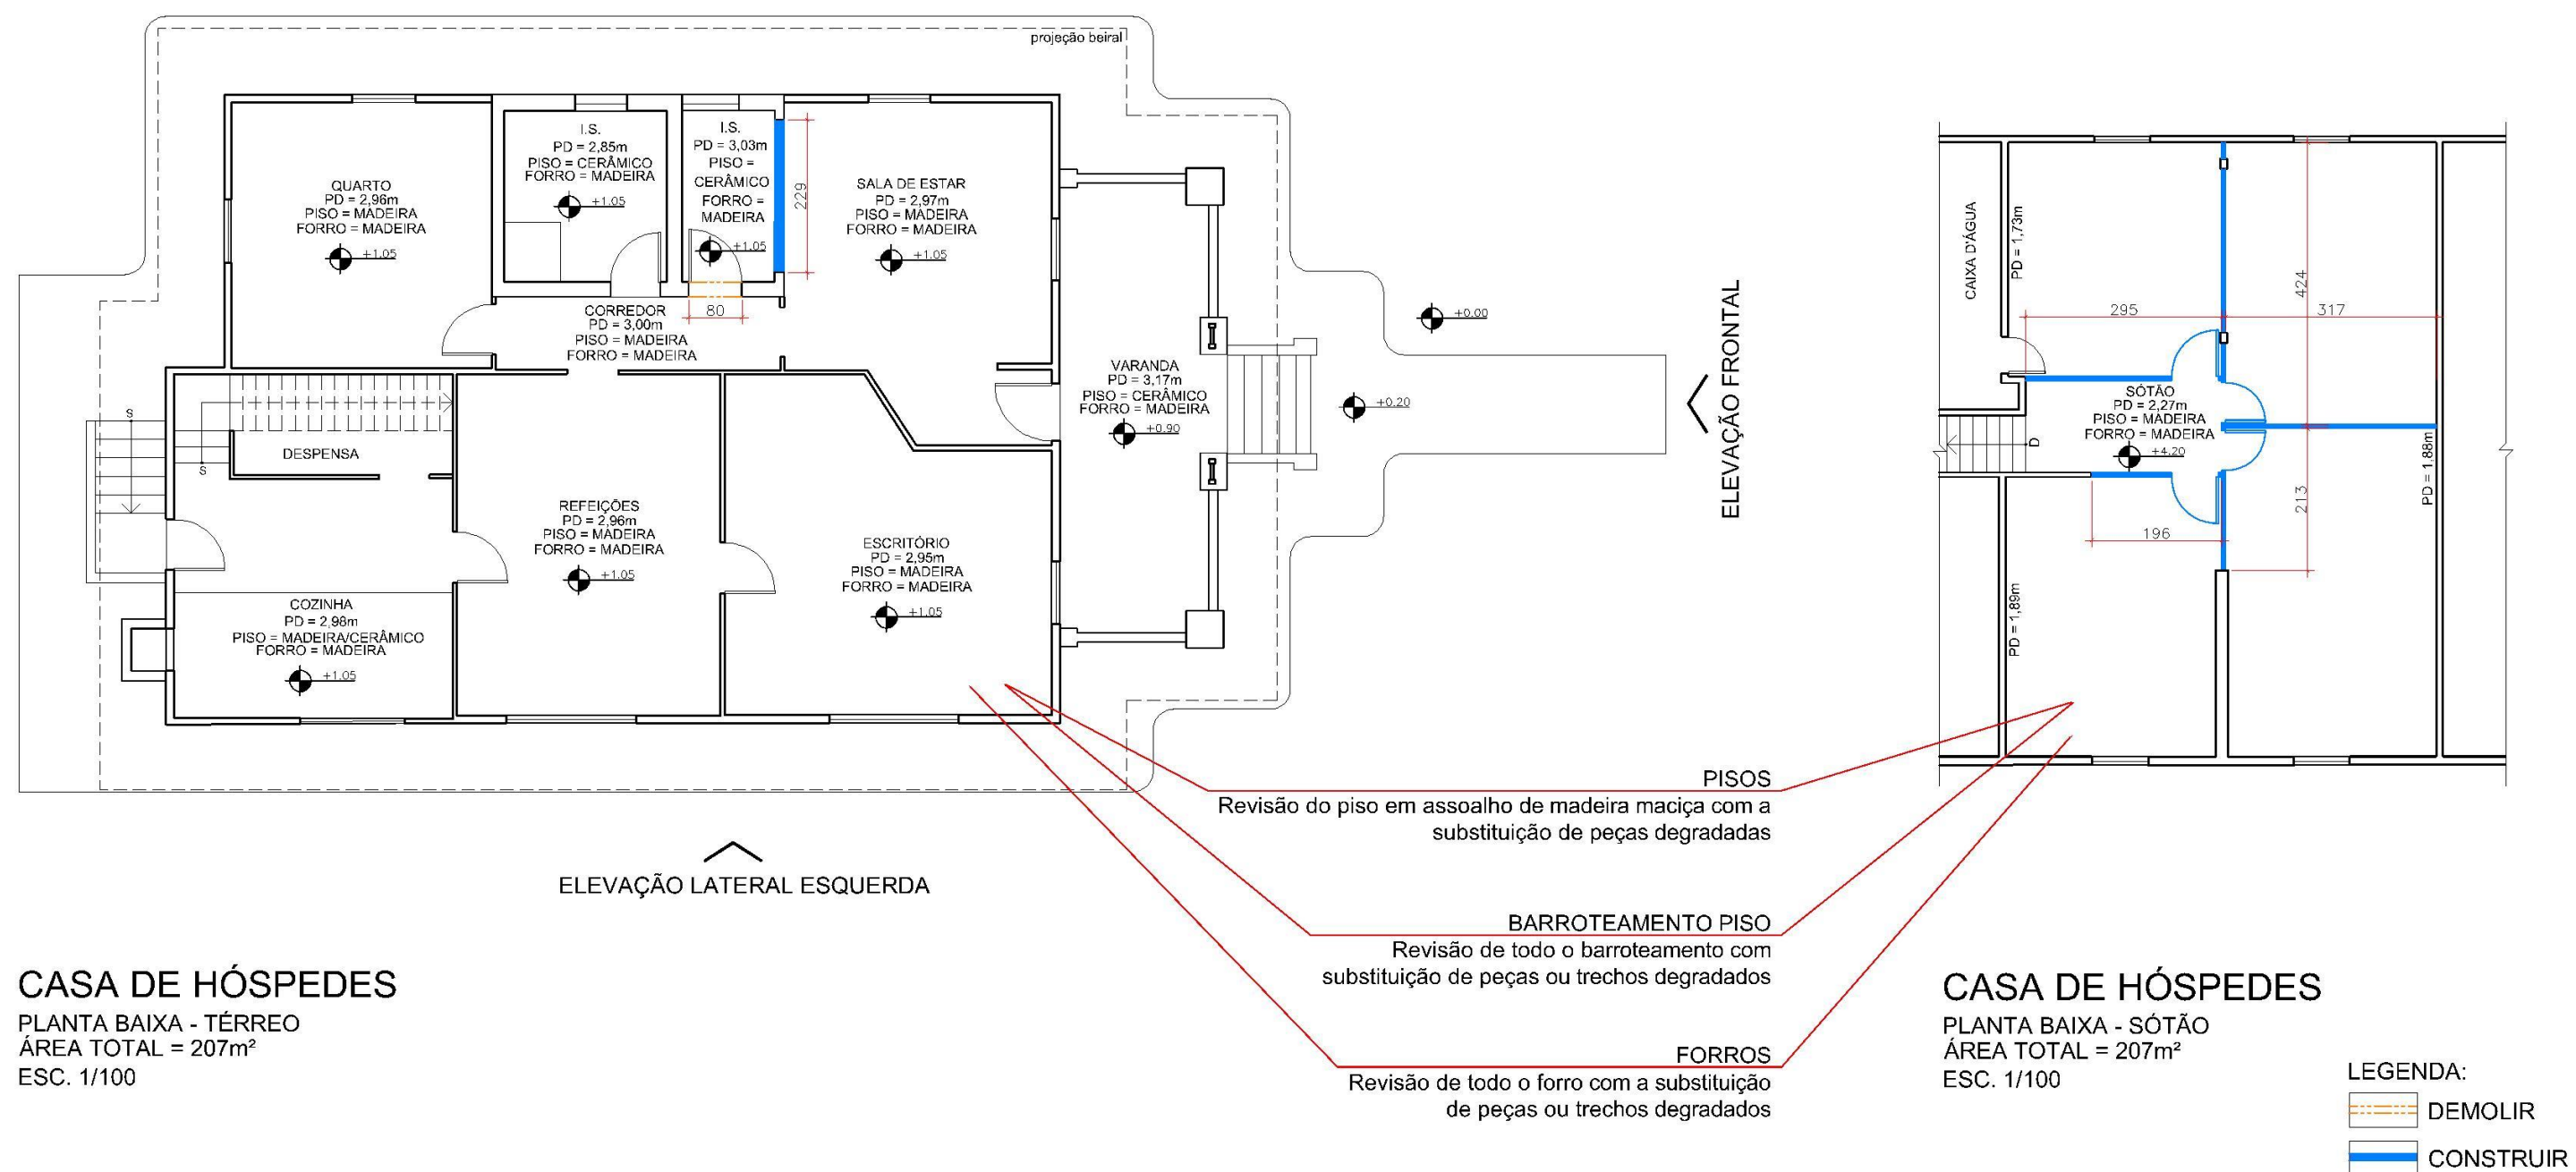 projeção beiral
QUARTO
PD = 2,96m
PISO = MADEIRA
FORRO = MADEIRA
+1.05
I.S.
PD = 2,85m
PISO = CERÂMICO
FORRO = MADEIRA
+1.05
I.S.
PD = 3,03m
PISO =
CERÂMICO
FORRO =
MADEIRA
+1.05
229
SALA DE ESTAR
PD = 2,97m
PISO = MADEIRA
FORRO = MADEIRA
+1.05
CORREDOR
PD = 3,00m
PISO = MADEIRA
FORRO = MADEIRA
80
VARANDA
PD = 3,17m
PISO = CERÂMICO
FORRO = MADEIRA
+0.90
+0.00
+0.20
ELEVAÇÃO FRONTAL
S
S
DESPENSA
REFEIÇÕES
PD = 2,96m
PISO = MADEIRA
FORRO = MADEIRA
+1.05
ESCRITÓRIO
PD = 2,95m
PISO = MADEIRA
FORRO = MADEIRA
+1.05
COZINHA
PD = 2,98m
PISO = MADEIRA/CERÂMICO
FORRO = MADEIRA
+1.05
CAIXA D'ÁGUA
PD = 1,73m
295
424
317
SÓTÃO
PD = 2,27m
PISO = MADEIRA
FORRO = MADEIRA
+4.20
D
PD = 1,88m
213
196
PD = 1,89m
PISOS
Revisão do piso em assoalho de madeira maciça com a
substituição de peças degradadas
BARROTEAMENTO PISO
Revisão de todo o barroteamento com
substituição de peças ou trechos degradados
FORROS
Revisão de todo o forro com a substituição
de peças ou trechos degradados
ELEVAÇÃO LATERAL ESQUERDA
CASA DE HÓSPEDES
PLANTA BAIXA - TÉRREO
ÁREA TOTAL = 207m²
ESC. 1/100
CASA DE HÓSPEDES
PLANTA BAIXA - SÓTÃO
ÁREA TOTAL = 207m²
ESC. 1/100
LEGENDA:
DEMOLIR
CONSTRUIR